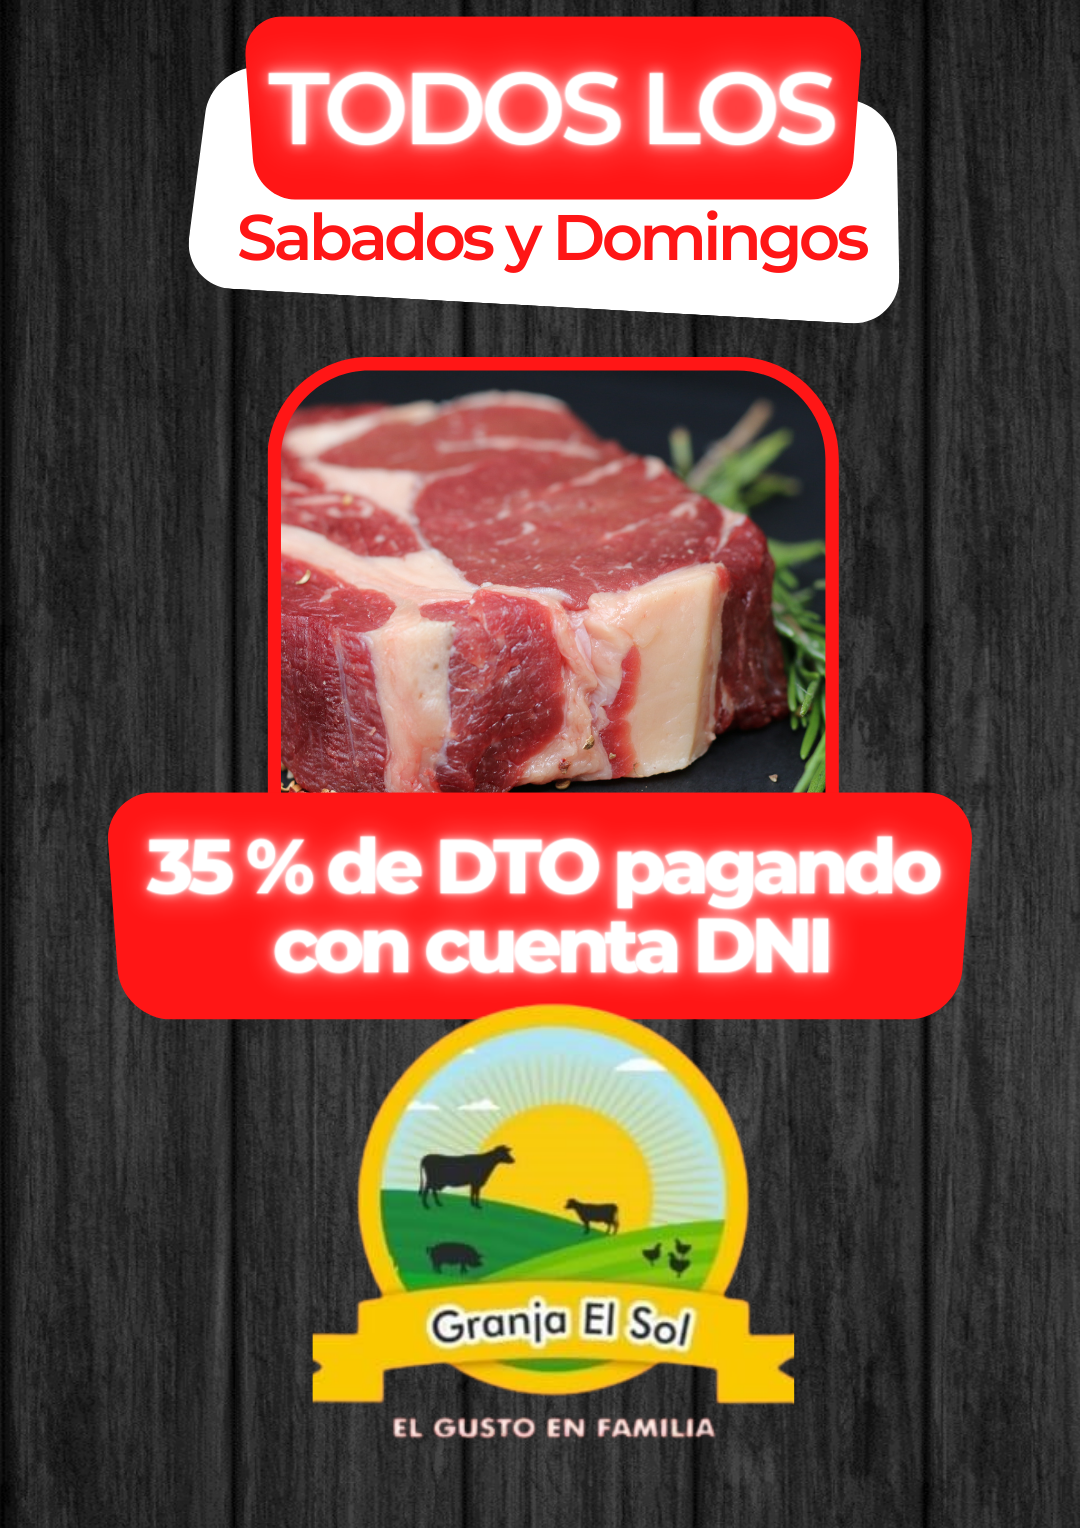 TODOS LOS
Sabados y Domingos
35 % de DTO pagando
con cuenta DNI
Granja El Sol
EL GUSTO EN FAMILIA